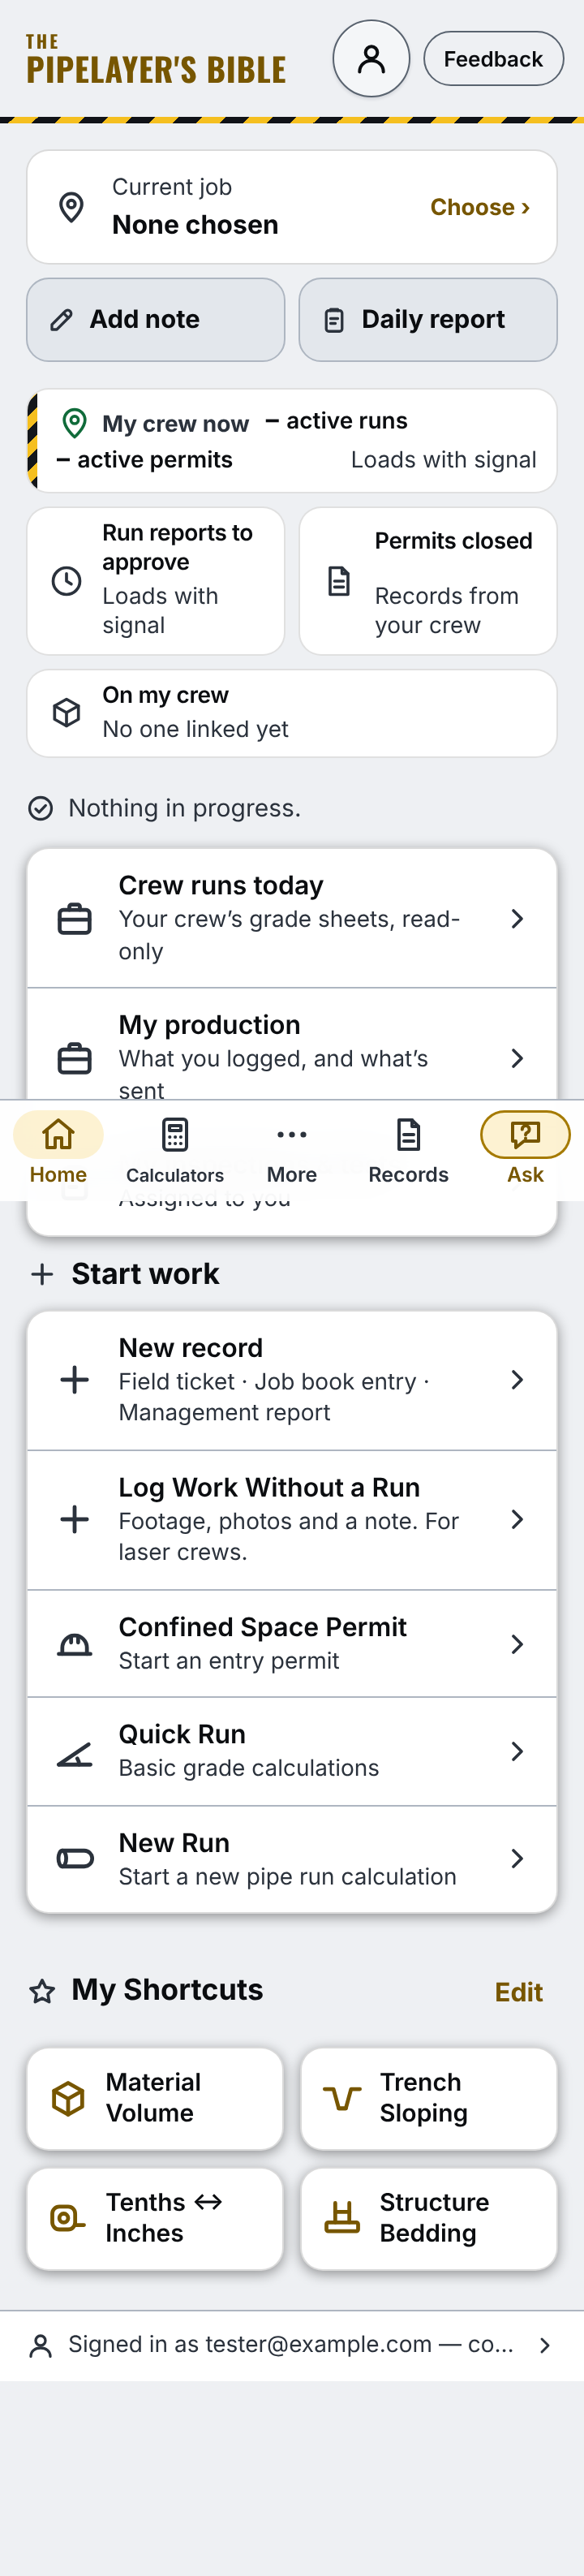 THE
PIPELAYER'S BIBLE
Feedback
Current job
None chosen
Choose ›
Add note
Daily report
My crew now – active runs
– active permits
Loads with signal
Run reports to
approve
Loads with
signal
Permits closed
Records from
your crew
On my crew
No one linked yet
Nothing in progress.
Crew runs today
Your crew’s grade sheets, read-
only
My production
What you logged, and what’s
sent
Home
Calculators
More
Records
Ask
Assigned to you
Start work
New record
Field ticket · Job book entry ·
Management report
Log Work Without a Run
Footage, photos and a note. For
laser crews.
Confined Space Permit
Start an entry permit
Quick Run
Basic grade calculations
New Run
Start a new pipe run calculation
My Shortcuts
Edit
Material
Volume
Trench
Sloping
Tenths ↔
Inches
Structure
Bedding
Signed in as tester@example.com — co...